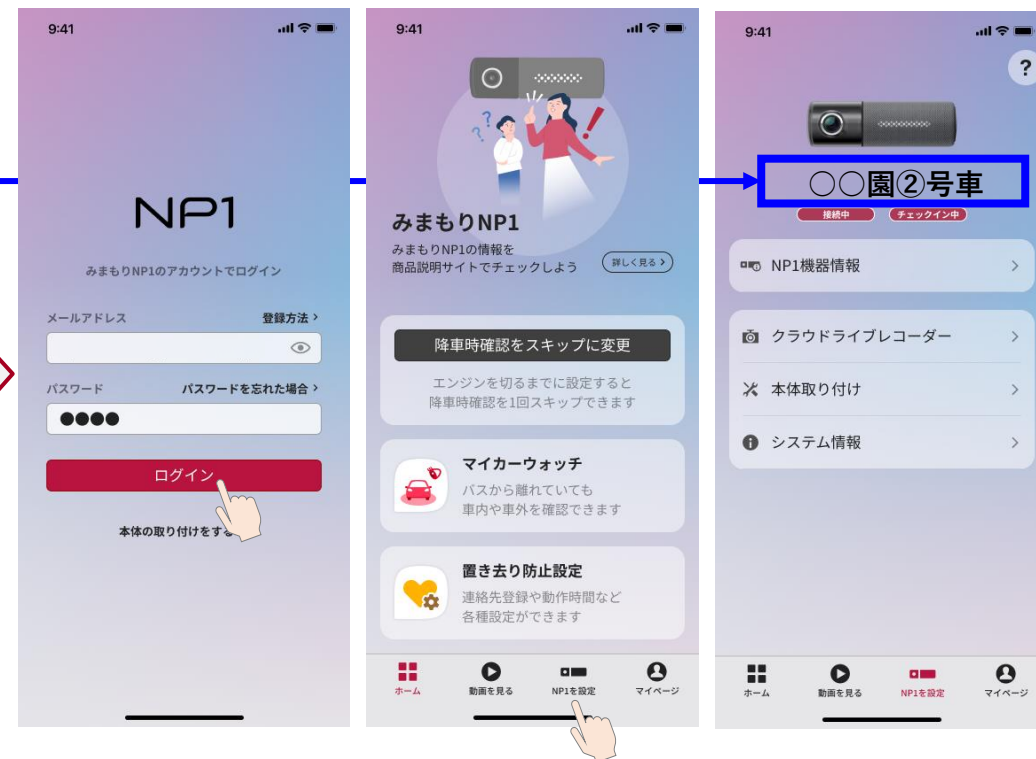 9:41
NP1
みまもりNP1のアカウントでログイン
メールアドレス
登録方法 ›
パスワード
パスワードを忘れた場合 ›
●●●●
ログイン
本体の取り付けをする
9:41
みまもりNP1
みまもりNP1の情報を
商品説明サイトでチェックしよう
詳しく見る ›
降車時確認をスキップに変更
エンジンを切るまでに設定すると
降車時確認を1回スキップできます
マイカーウォッチ
バスから離れていても
車内や車外を確認できます
置き去り防止設定
連絡先登録や動作時間など
各種設定ができます
ホーム
動画を見る
NP1を設定
マイページ
9:41
?
○○園②号車
接続中
チェックイン中
NP1機器情報
クラウドライブレコーダー
本体取り付け
システム情報
ホーム
動画を見る
NP1を設定
マイページ